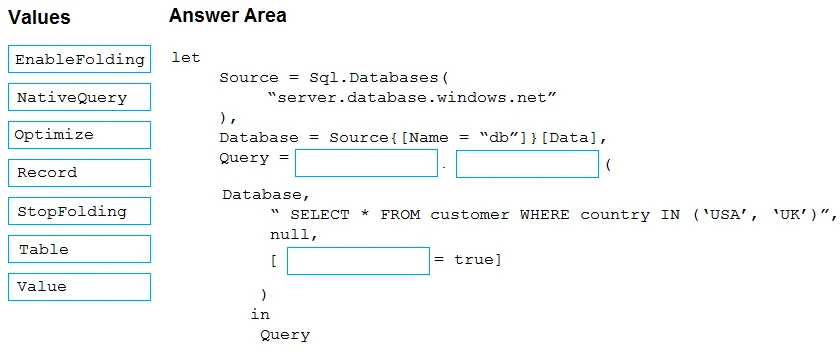 Values
EnableFolding
NativeQuery
Optimize
Record
StopFolding
Table
Value
Answer Area
let
Source = Sql.Databases(
“server.database.windows.net”
),
Database = Source{[Name = “db”]}[Data],
Query = . (
Database,
“ SELECT * FROM customer WHERE country IN (‘USA’, ‘UK’)”,
null,
[ = true]
)
in
Query